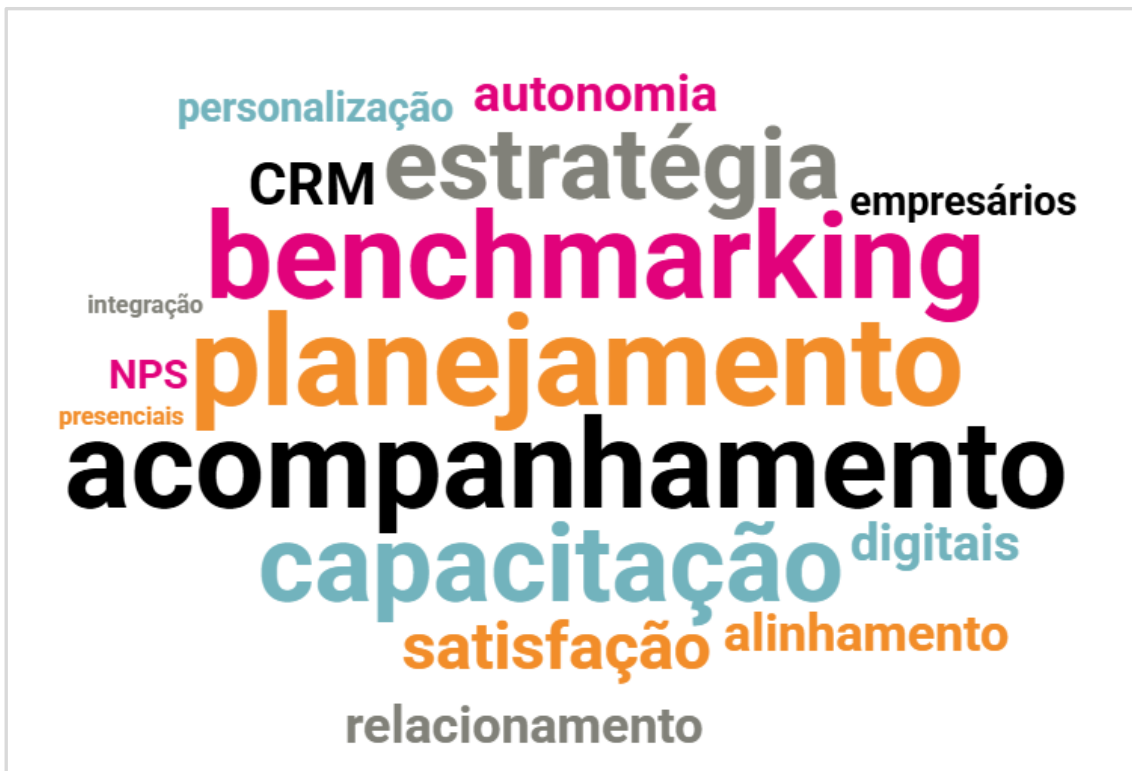 personalização autonomia
CRM estratégia empresários
benchmarking
integração
NPS planejamento
presenciais
acompanhamento
capacitação digitais
satisfação alinhamento
relacionamento